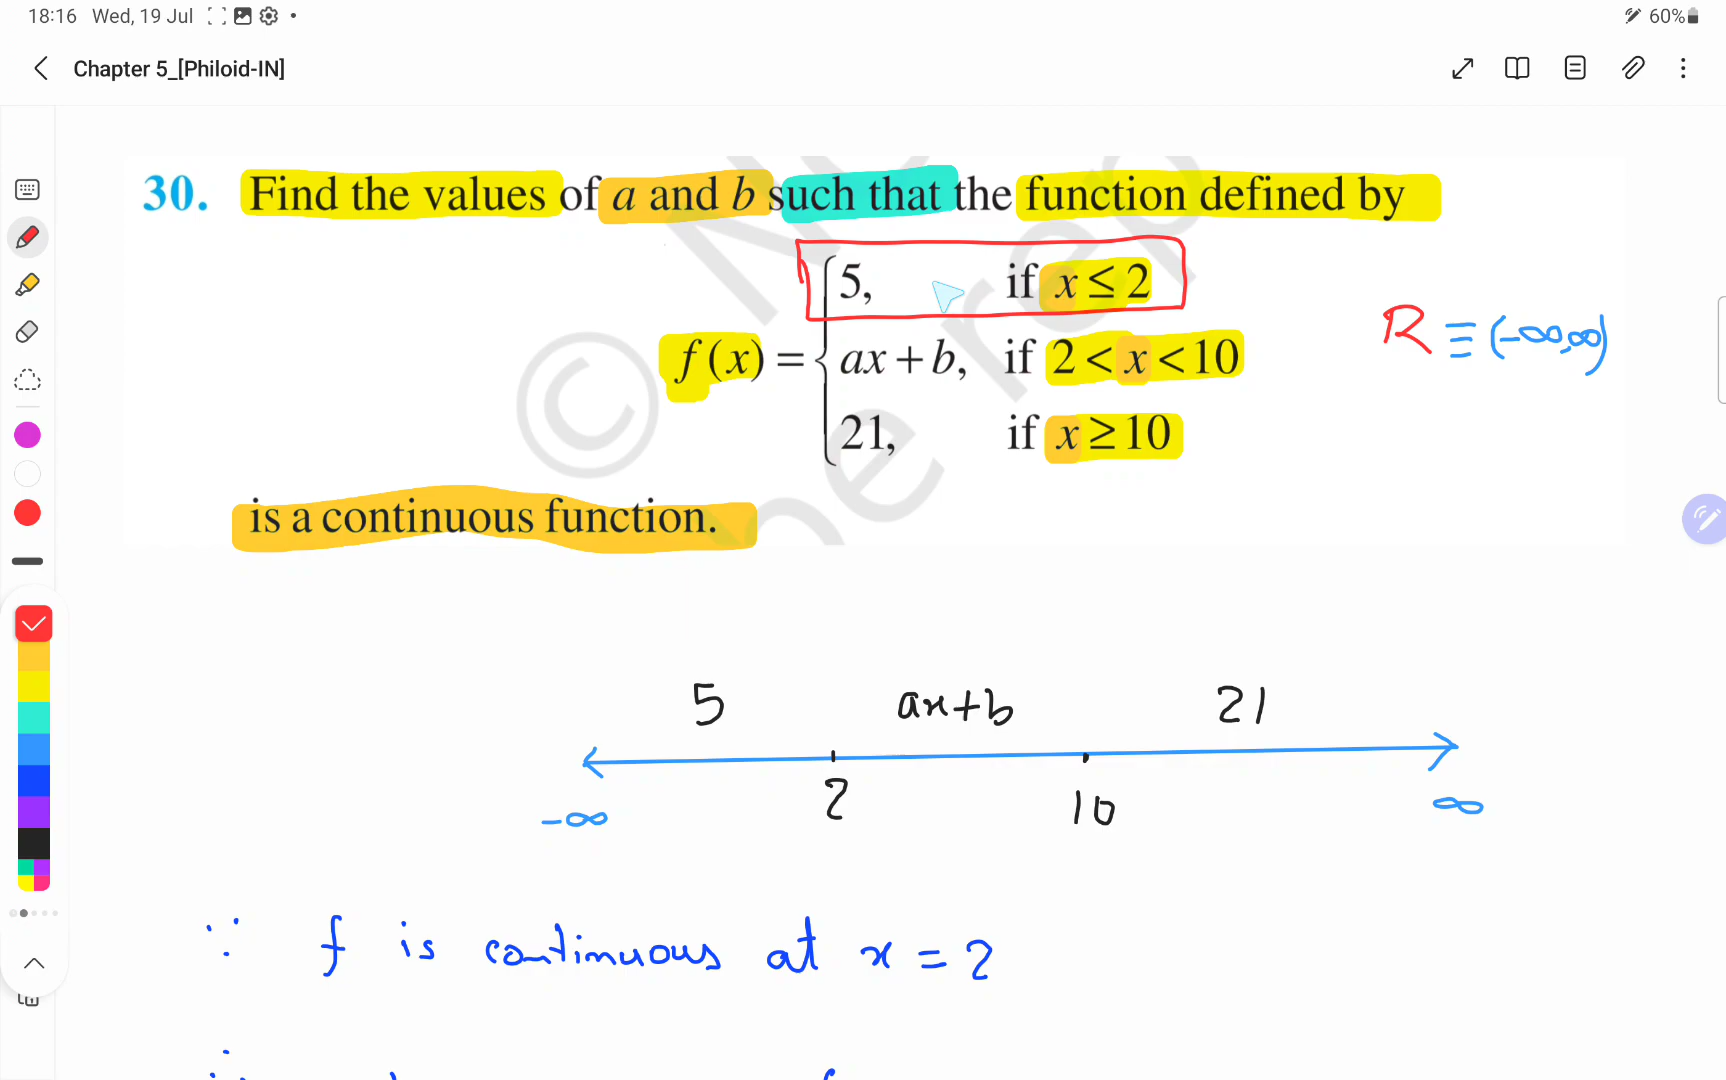 18:16 Wed, 19 Jul 60%
Chapter 5_[Philoid-IN]
30. Find the values of a and b such that the function defined by
5, if x ≤ 2
f(x) = ax + b, if 2 < x < 10
21, if x ≥ 10
R ≡ (-∞,∞)
is a continuous function.
5 ax+b 21
-∞ 2 10 ∞
∵ f is continuous at x = 2